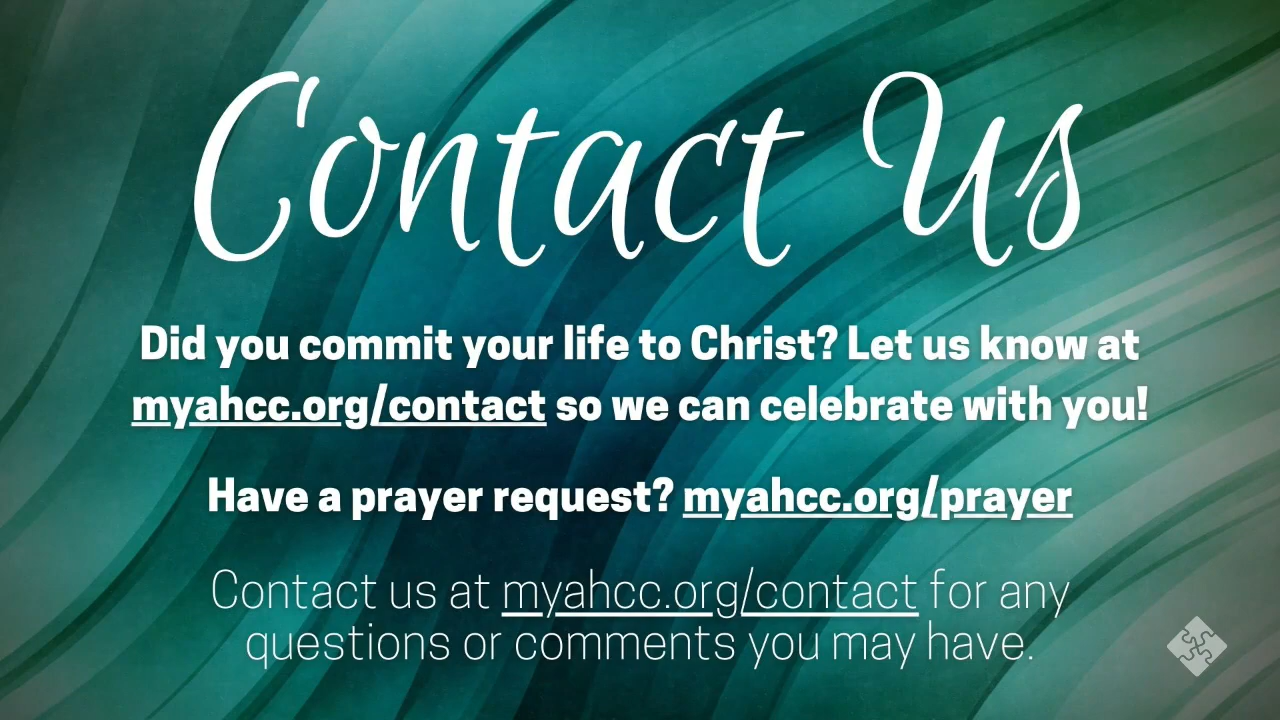 Contact Us
Did you commit your life to Christ? Let us know at
myahcc.org/contact so we can celebrate with you!
Have a prayer request? myahcc.org/prayer
Contact us at myahcc.org/contact for any
questions or comments you may have.